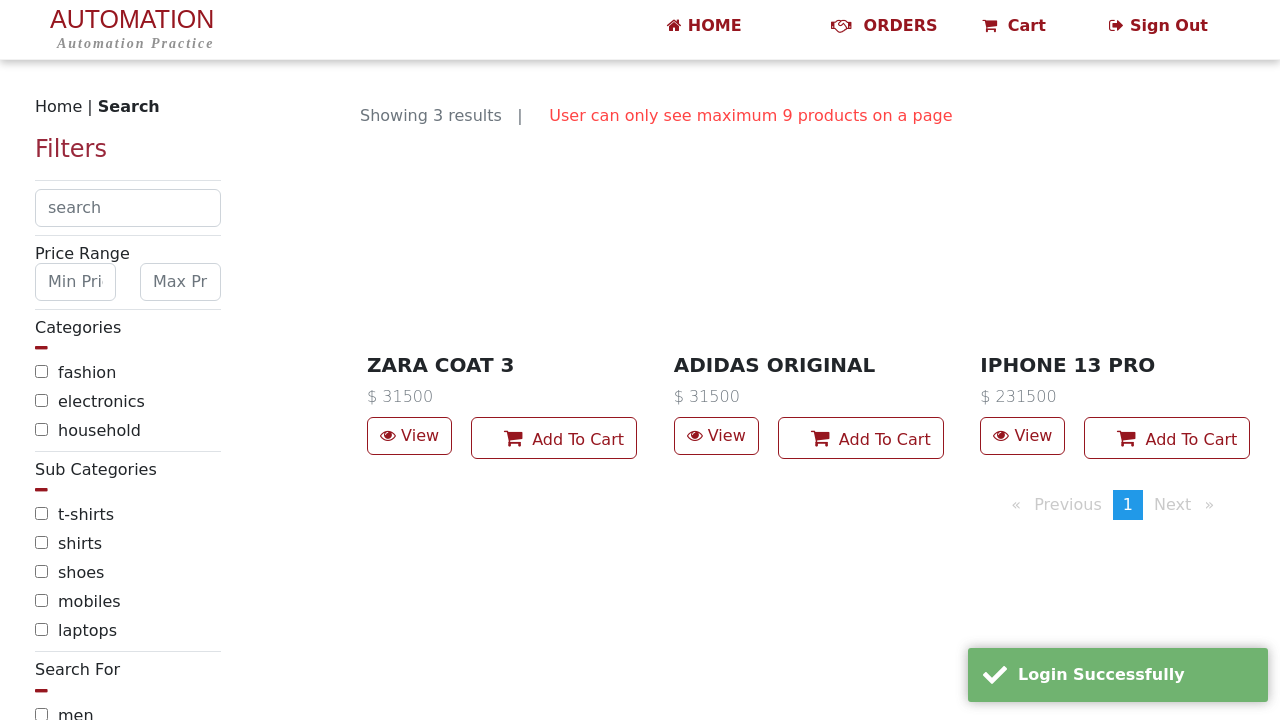 AUTOMATION
Automation Practice
HOME
ORDERS
Cart
Sign Out
Home | Search
Showing 3 results |
User can only see maximum 9 products on a page
Filters
search
Price Range
Min Pri
Max Pr
Categories
fashion
electronics
household
Sub Categories
t-shirts
shirts
shoes
mobiles
laptops
Search For
men
ZARA COAT 3
$ 31500
View
Add To Cart
ADIDAS ORIGINAL
$ 31500
View
Add To Cart
IPHONE 13 PRO
$ 231500
View
Add To Cart
« Previous
1
Next »
Login Successfully